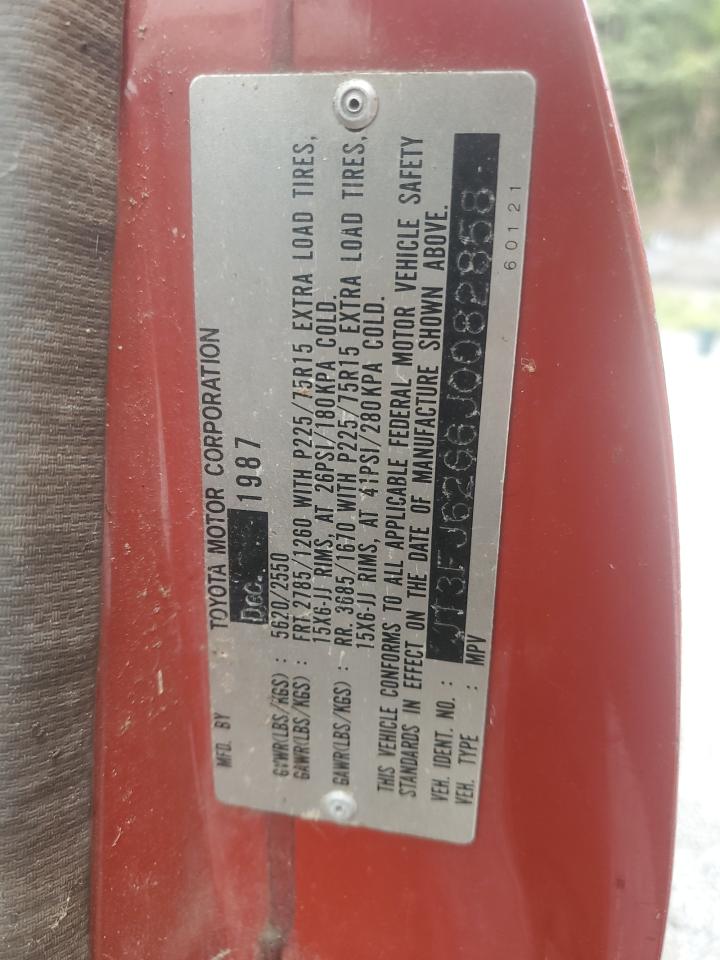 MFD. BY : TOYOTA MOTOR CORPORATION
Dec. 1987
GVWR(LBS/KGS) : 5620/2550
GAWR(LBS/KGS) : FRT 2785/1260 WITH P225/75R15 EXTRA LOAD TIRES,
15X6-JJ RIMS, AT 26PSI/180KPA COLD.
GAWR(LBS/KGS) : RR. 3685/1670 WITH P225/75R15 EXTRA LOAD TIRES,
15X6-JJ RIMS, AT 41PSI/280KPA COLD.
THIS VEHICLE CONFORMS TO ALL APPLICABLE FEDERAL MOTOR VEHICLE SAFETY
STANDARDS IN EFFECT ON THE DATE OF MANUFACTURE SHOWN ABOVE.
VEH. IDENT. NO. : JT3FJ62G6J0082858
VEH. TYPE : MPV
60121